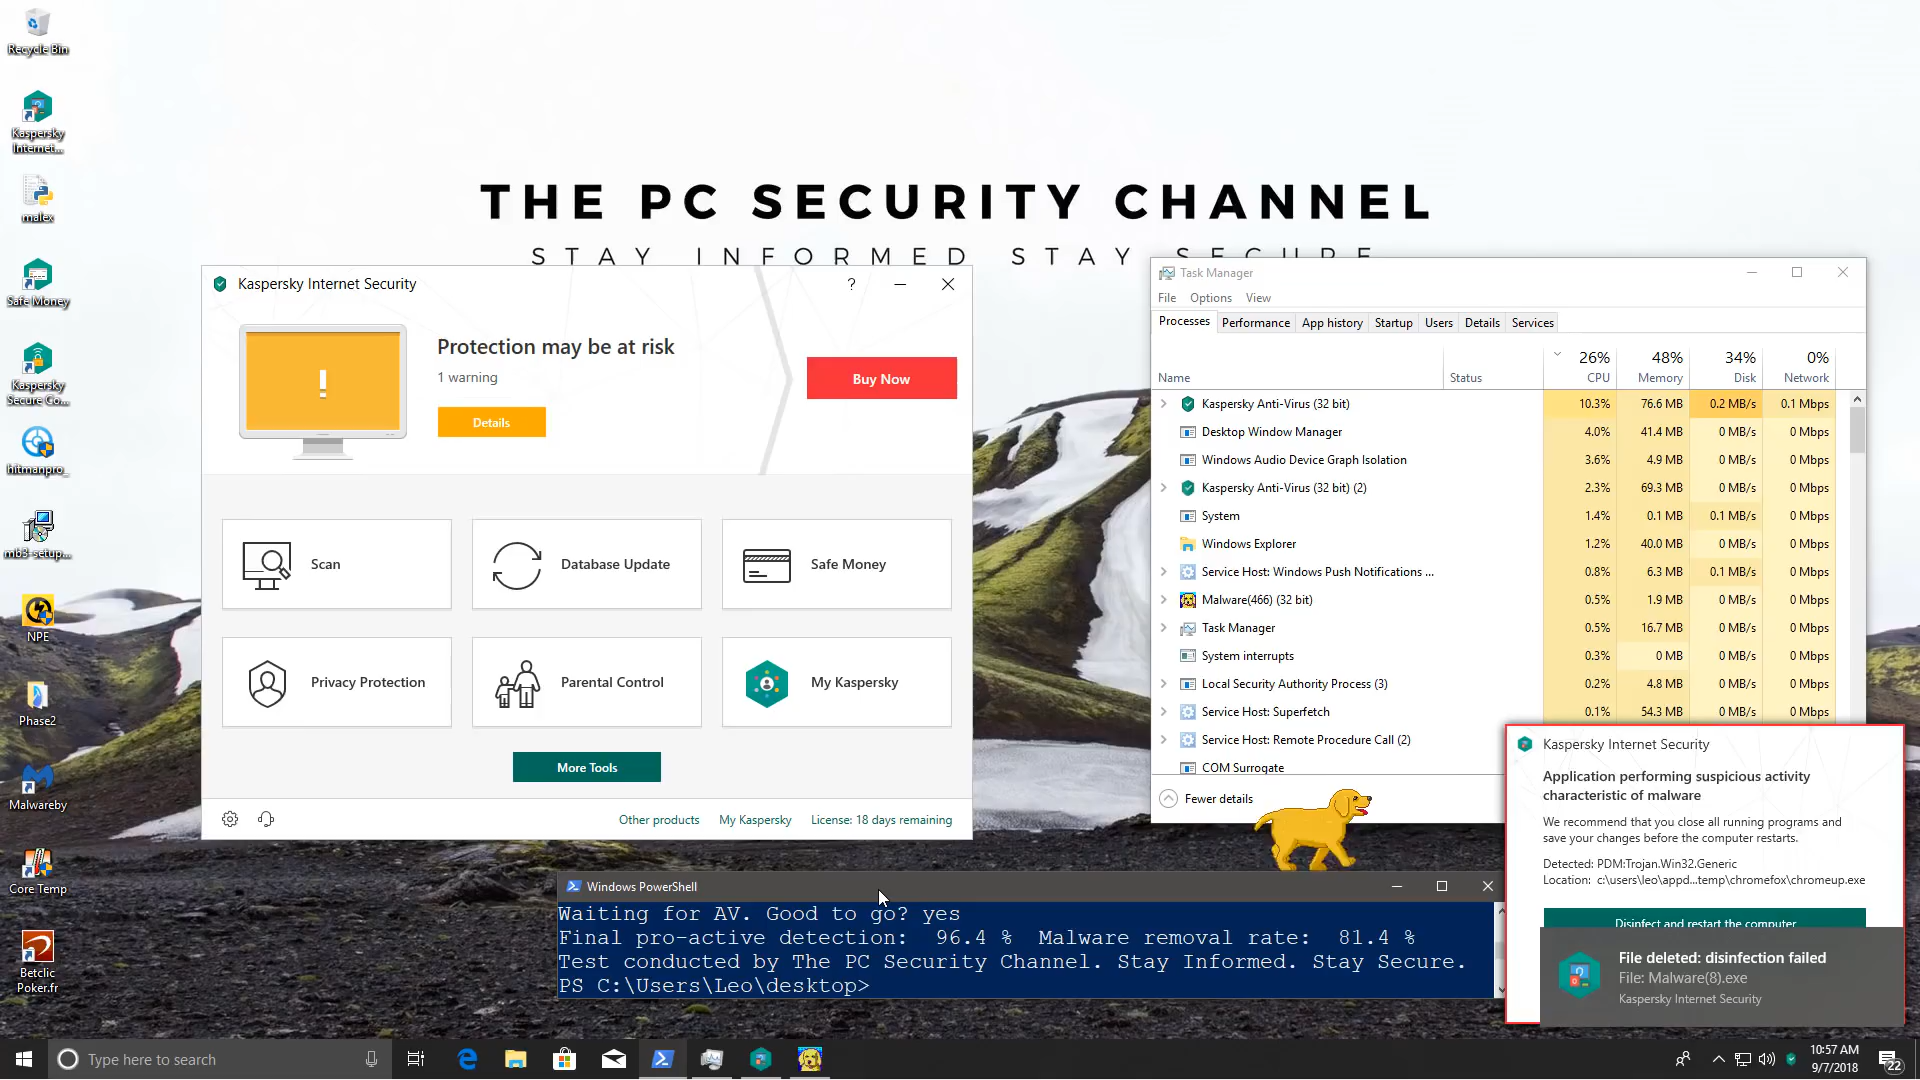 Recycle Bin
Kaspersky
Internet...
malex
Safe Money
Kaspersky
Secure Co...
hitmanpro_
mb3-setup...
NPE
Phase2
Malwareby
Core Temp
Betclic
Poker.fr
THE PC SECURITY CHANNEL
STAY INFORMED STAY SECURE
Kaspersky Internet Security
?
Protection may be at risk
1 warning
Details
Buy Now
Scan
Database Update
Safe Money
Privacy Protection
Parental Control
My Kaspersky
More Tools
Other products My Kaspersky License: 18 days remaining
Task Manager
File Options View
Processes Performance App history Startup Users Details Services
26% 48% 34% 0%
Name Status CPU Memory Disk Network
Kaspersky Anti-Virus (32 bit) 10.3% 76.6 MB 0.2 MB/s 0.1 Mbps
Desktop Window Manager 4.0% 41.4 MB 0 MB/s 0 Mbps
Windows Audio Device Graph Isolation 3.6% 4.9 MB 0 MB/s 0 Mbps
Kaspersky Anti-Virus (32 bit) (2) 2.3% 69.3 MB 0 MB/s 0 Mbps
System 1.4% 0.1 MB 0.1 MB/s 0 Mbps
Windows Explorer 1.2% 40.0 MB 0 MB/s 0 Mbps
Service Host: Windows Push Notifications ... 0.8% 6.3 MB 0.1 MB/s 0 Mbps
Malware(466) (32 bit) 0.5% 1.9 MB 0 MB/s 0 Mbps
Task Manager 0.5% 16.7 MB 0 MB/s 0 Mbps
System interrupts 0.3% 0 MB 0 MB/s 0 Mbps
Local Security Authority Process (3) 0.2% 4.8 MB 0 MB/s 0 Mbps
Service Host: Superfetch 0.1% 54.3 MB 0 MB/s 0 Mbps
Service Host: Remote Procedure Call (2)
COM Surrogate
Fewer details
Kaspersky Internet Security
Application performing suspicious activity
characteristic of malware
We recommend that you close all running programs and
save your changes before the computer restarts.
Detected: PDM:Trojan.Win32.Generic
Location: c:\users\leo\appd...temp\chromefox\chromeup.exe
Disinfect and restart the computer
File deleted: disinfection failed
File: Malware(8).exe
Kaspersky Internet Security
Windows PowerShell
Waiting for AV. Good to go? yes
Final pro-active detection: 96.4 % Malware removal rate: 81.4 %
Test conducted by The PC Security Channel. Stay Informed. Stay Secure.
PS C:\Users\Leo\desktop>
Type here to search
10:57 AM
9/7/2018
22